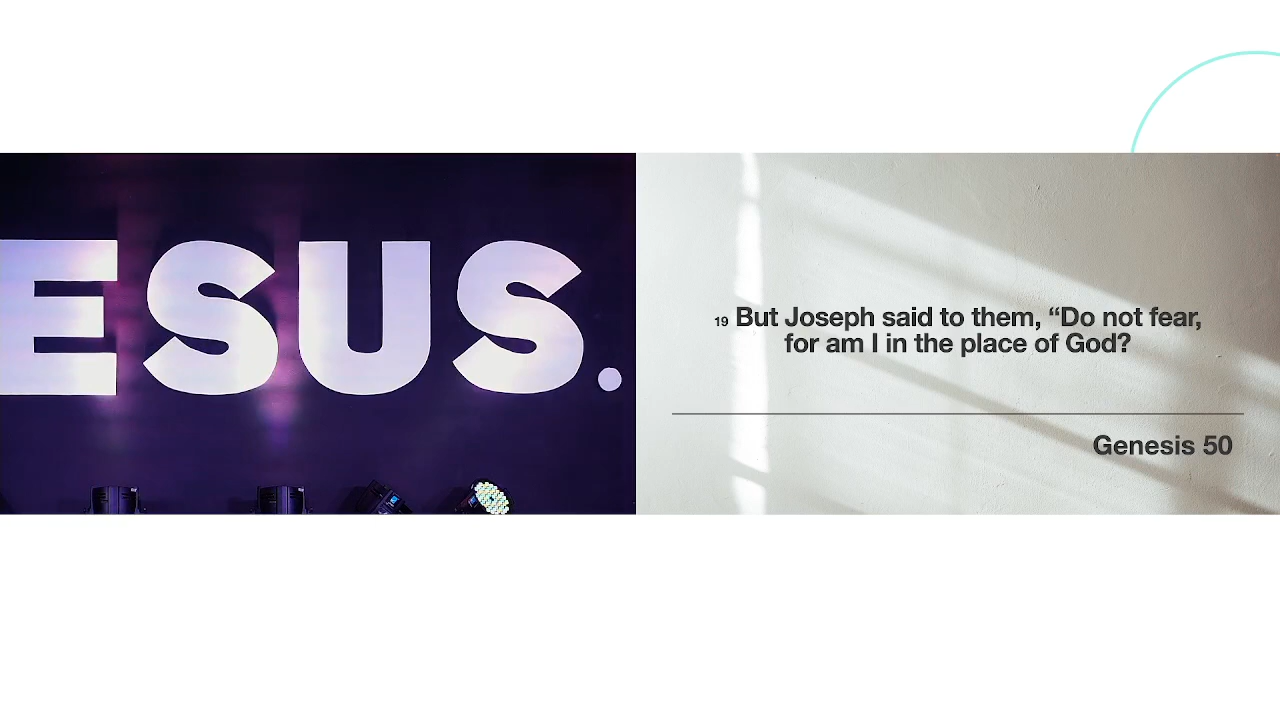 ESUS.
19 But Joseph said to them, “Do not fear,
for am I in the place of God?
Genesis 50